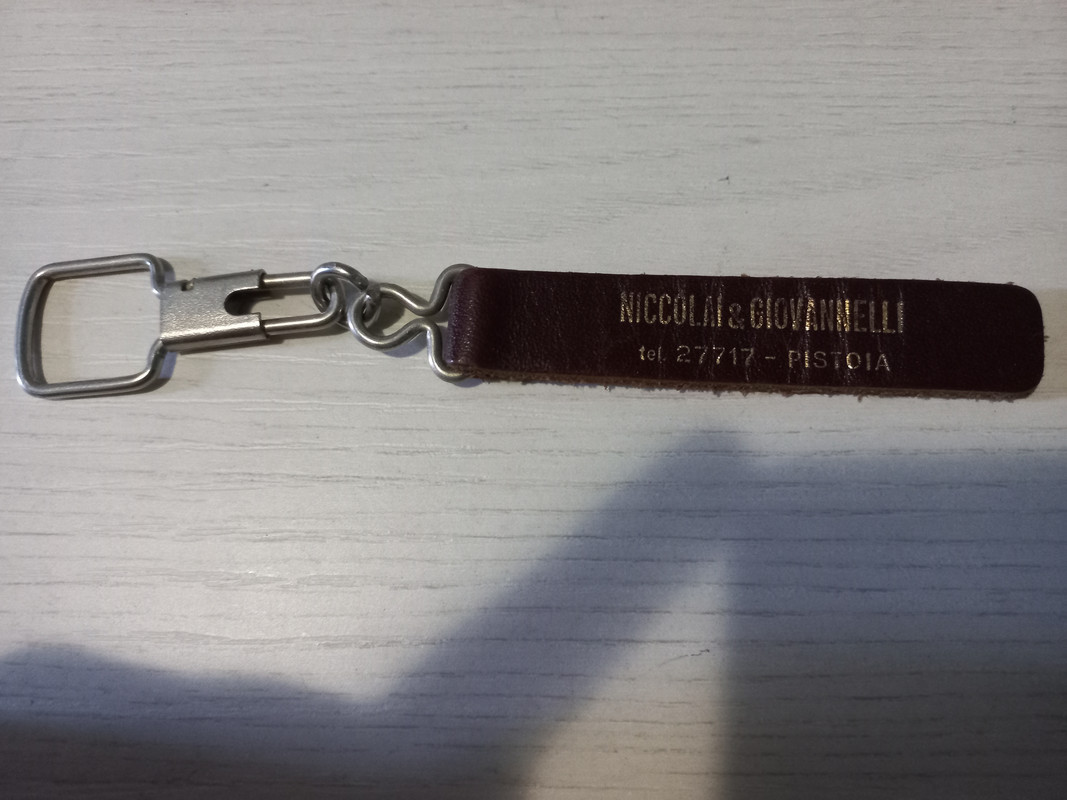 NICCOLAI & GIOVANNELLI
tel. 27717 - PISTOIA